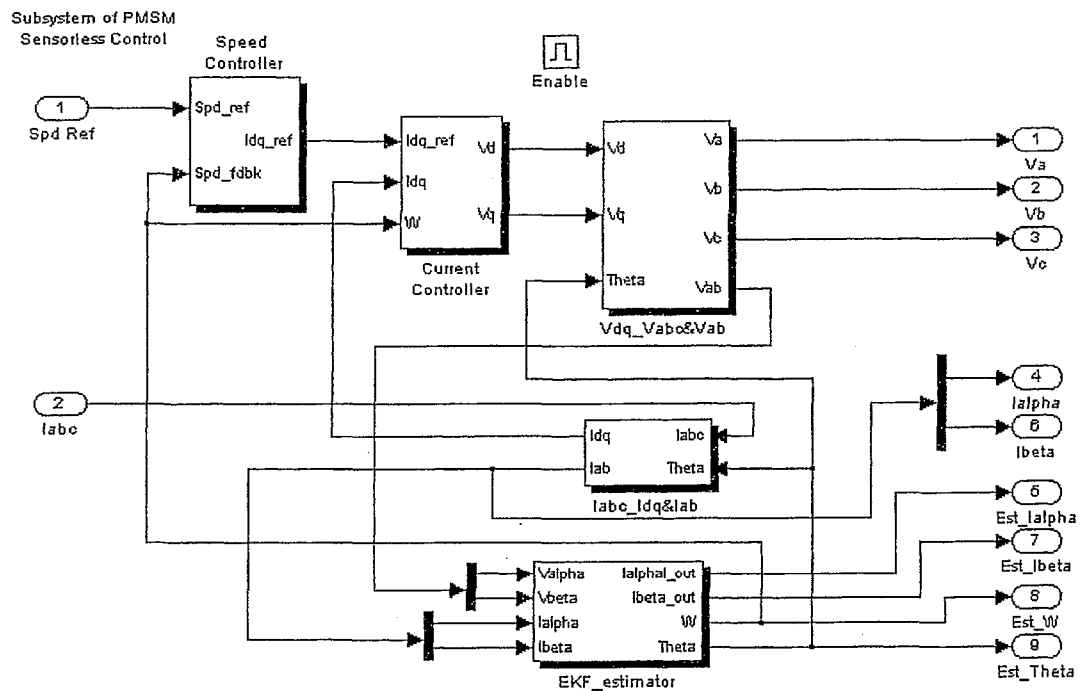 Subsystem of PMSM
Sensorless Control
Speed
Controller
Enable
1
Spd Ref
Spd_ref
Idq_ref
Spd_fdbk
Idq_ref
Vd
Idq
W
Vq
Current
Controller
Vd
Va
Vb
Vq
Vc
Theta
Vab
Vdq_Vabc&Vab
1
Va
2
Vb
3
Vc
2
Iabc
Idq
Iabc
Iab
Theta
Iabc_Idq&Iab
4
Ialpha
6
Ibeta
5
Est_Ialpha
7
Est_Ibeta
8
Est_W
9
Est_Theta
Valpha
Ialphal_out
Vbeta
Ibeta_out
Ialpha
W
Ibeta
Theta
EKF_estimator